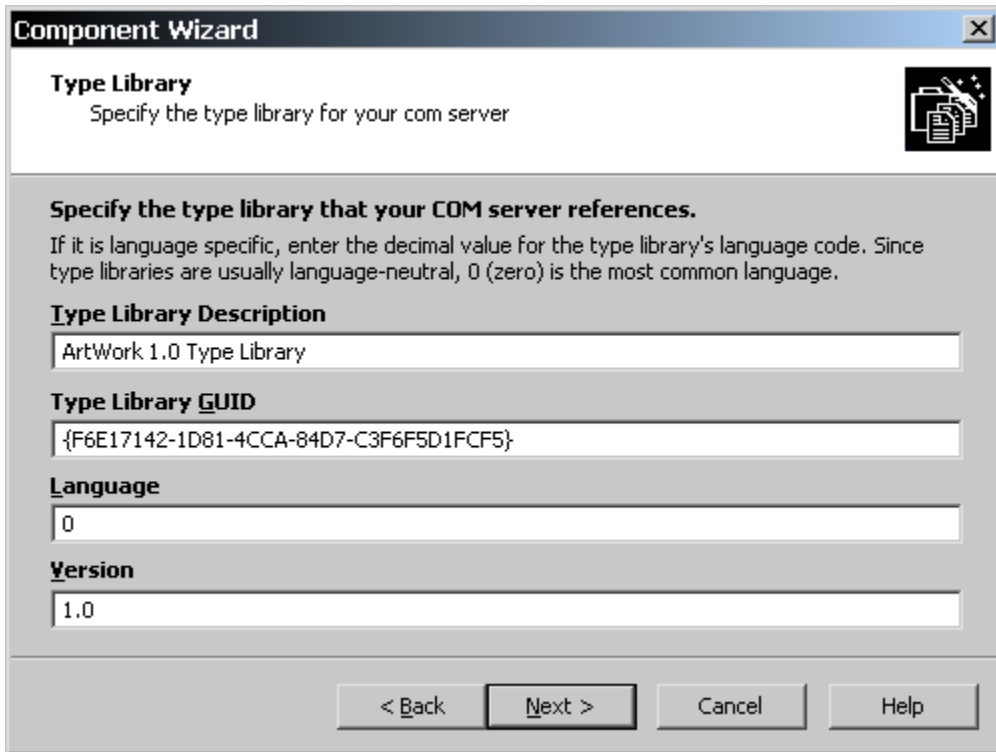 Component Wizard
Type Library
Specify the type library for your com server
Specify the type library that your COM server references.
If it is language specific, enter the decimal value for the type library's language code. Since
type libraries are usually language-neutral, 0 (zero) is the most common language.
Type Library Description
ArtWork 1.0 Type Library
Type Library GUID
{F6E17142-1D81-4CCA-84D7-C3F6F5D1FCF5}
Language
0
Version
1.0
< Back Next > Cancel Help